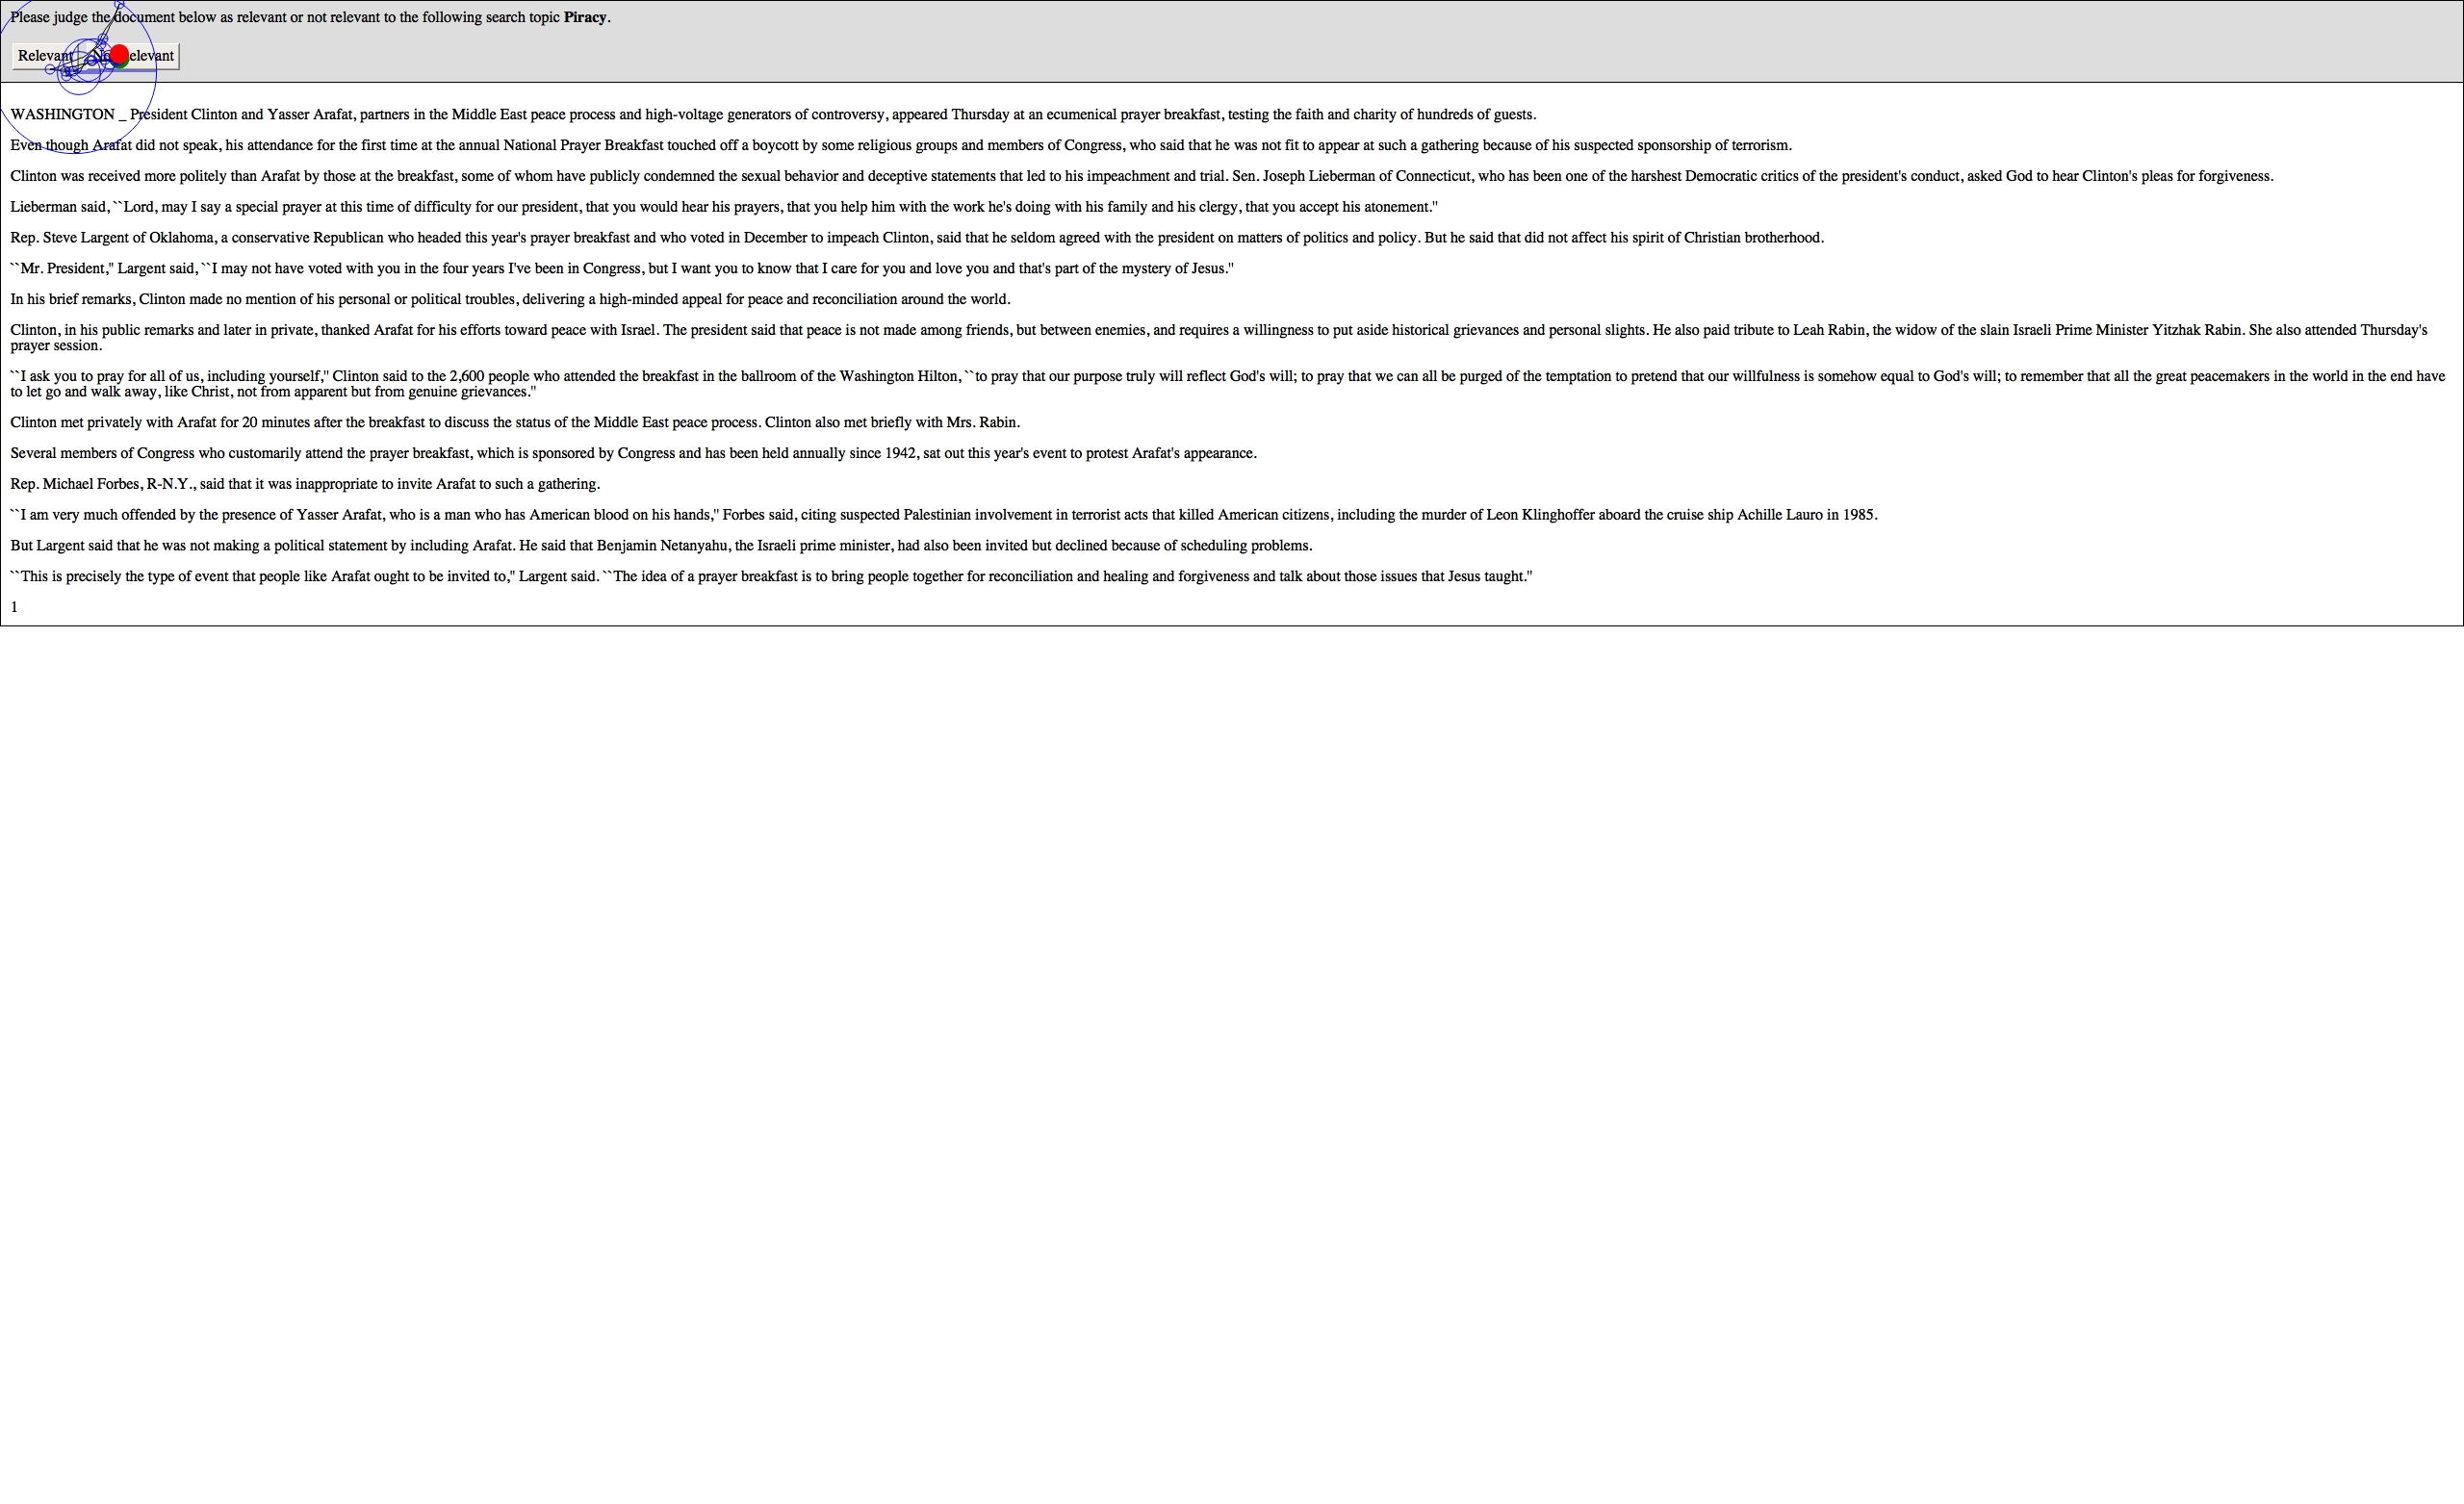 Please judge the document below as relevant or not relevant to the following search topic Piracy.
Relevant
WASHINGTON _ President Clinton and Yasser Arafat, partners in the Middle East peace process and high-voltage generators of controversy, appeared Thursday at an ecumenical prayer breakfast, testing the faith and charity of hundreds of guests.
Even though Arafat did not speak, his attendance for the first time at the annual National Prayer Breakfast touched off a boycott by some religious groups and members of Congress, who said that he was not fit to appear at such a gathering because of his suspected sponsorship of terrorism.
Clinton was received more politely than Arafat by those at the breakfast, some of whom have publicly condemned the sexual behavior and deceptive statements that led to his impeachment and trial. Sen. Joseph Lieberman of Connecticut, who has been one of the harshest Democratic critics of the president's conduct, asked God to hear Clinton's pleas for forgiveness.
Lieberman said, ``Lord, may I say a special prayer at this time of difficulty for our president, that you would hear his prayers, that you help him with the work he's doing with his family and his clergy, that you accept his atonement.''
Rep. Steve Largent of Oklahoma, a conservative Republican who headed this year's prayer breakfast and who voted in December to impeach Clinton, said that he seldom agreed with the president on matters of politics and policy. But he said that did not affect his spirit of Christian brotherhood.
``Mr. President,'' Largent said, ``I may not have voted with you in the four years I've been in Congress, but I want you to know that I care for you and love you and that's part of the mystery of Jesus.''
In his brief remarks, Clinton made no mention of his personal or political troubles, delivering a high-minded appeal for peace and reconciliation around the world.
Clinton, in his public remarks and later in private, thanked Arafat for his efforts toward peace with Israel. The president said that peace is not made among friends, but between enemies, and requires a willingness to put aside historical grievances and personal slights. He also paid tribute to Leah Rabin, the widow of the slain Israeli Prime Minister Yitzhak Rabin. She also attended Thursday's
prayer session.
``I ask you to pray for all of us, including yourself,'' Clinton said to the 2,600 people who attended the breakfast in the ballroom of the Washington Hilton, ``to pray that our purpose truly will reflect God's will; to pray that we can all be purged of the temptation to pretend that our willfulness is somehow equal to God's will; to remember that all the great peacemakers in the world in the end have
to let go and walk away, like Christ, not from apparent but from genuine grievances.''
Clinton met privately with Arafat for 20 minutes after the breakfast to discuss the status of the Middle East peace process. Clinton also met briefly with Mrs. Rabin.
Several members of Congress who customarily attend the prayer breakfast, which is sponsored by Congress and has been held annually since 1942, sat out this year's event to protest Arafat's appearance.
Rep. Michael Forbes, R-N.Y., said that it was inappropriate to invite Arafat to such a gathering.
``I am very much offended by the presence of Yasser Arafat, who is a man who has American blood on his hands,'' Forbes said, citing suspected Palestinian involvement in terrorist acts that killed American citizens, including the murder of Leon Klinghoffer aboard the cruise ship Achille Lauro in 1985.
But Largent said that he was not making a political statement by including Arafat. He said that Benjamin Netanyahu, the Israeli prime minister, had also been invited but declined because of scheduling problems.
``This is precisely the type of event that people like Arafat ought to be invited to,'' Largent said. ``The idea of a prayer breakfast is to bring people together for reconciliation and healing and forgiveness and talk about those issues that Jesus taught.''
1